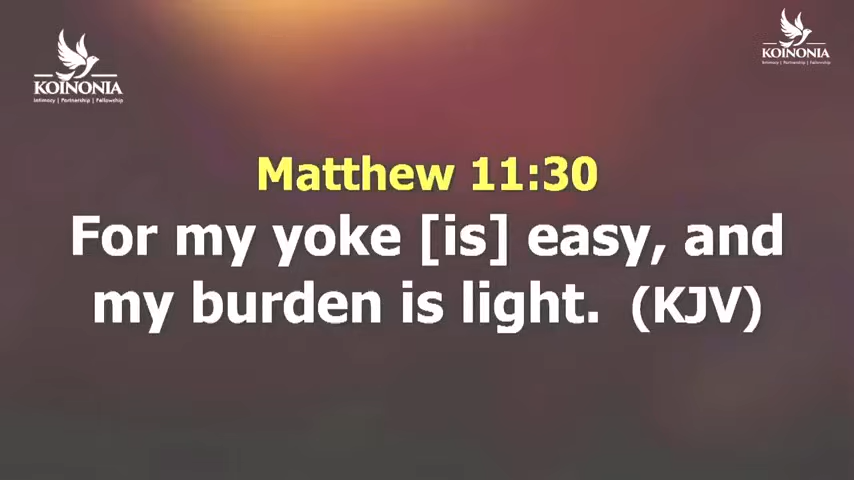 KOINONIA
Intimacy | Partnership | Fellowship
KOINONIA
Intimacy | Partnership | Fellowship
Matthew 11:30
For my yoke [is] easy, and
my burden is light. (KJV)